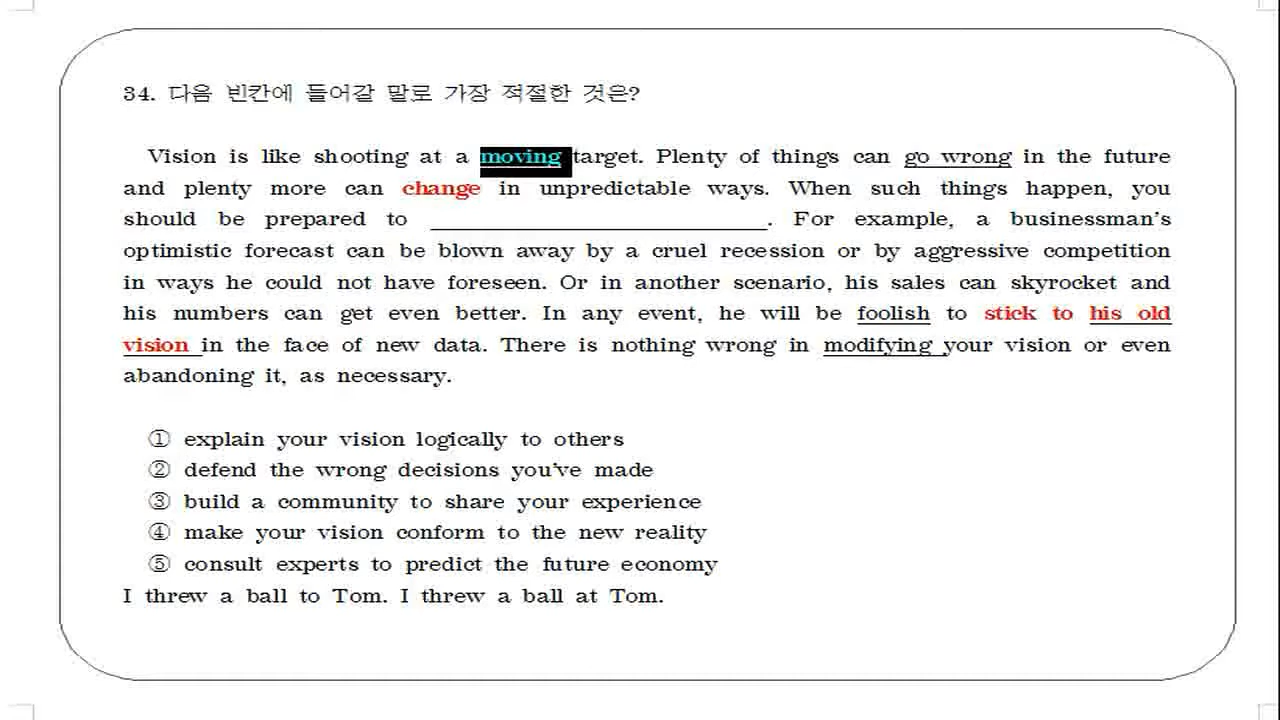 34. 다음 빈칸에 들어갈 말로 가장 적절한 것은?
Vision is like shooting at a moving target. Plenty of things can go wrong in the future
and plenty more can change in unpredictable ways. When such things happen, you
should be prepared to ________________________. For example, a businessman's
optimistic forecast can be blown away by a cruel recession or by aggressive competition
in ways he could not have foreseen. Or in another scenario, his sales can skyrocket and
his numbers can get even better. In any event, he will be foolish to stick to his old
vision in the face of new data. There is nothing wrong in modifying your vision or even
abandoning it, as necessary.
① explain your vision logically to others
② defend the wrong decisions you've made
③ build a community to share your experience
④ make your vision conform to the new reality
⑤ consult experts to predict the future economy
I threw a ball to Tom. I threw a ball at Tom.